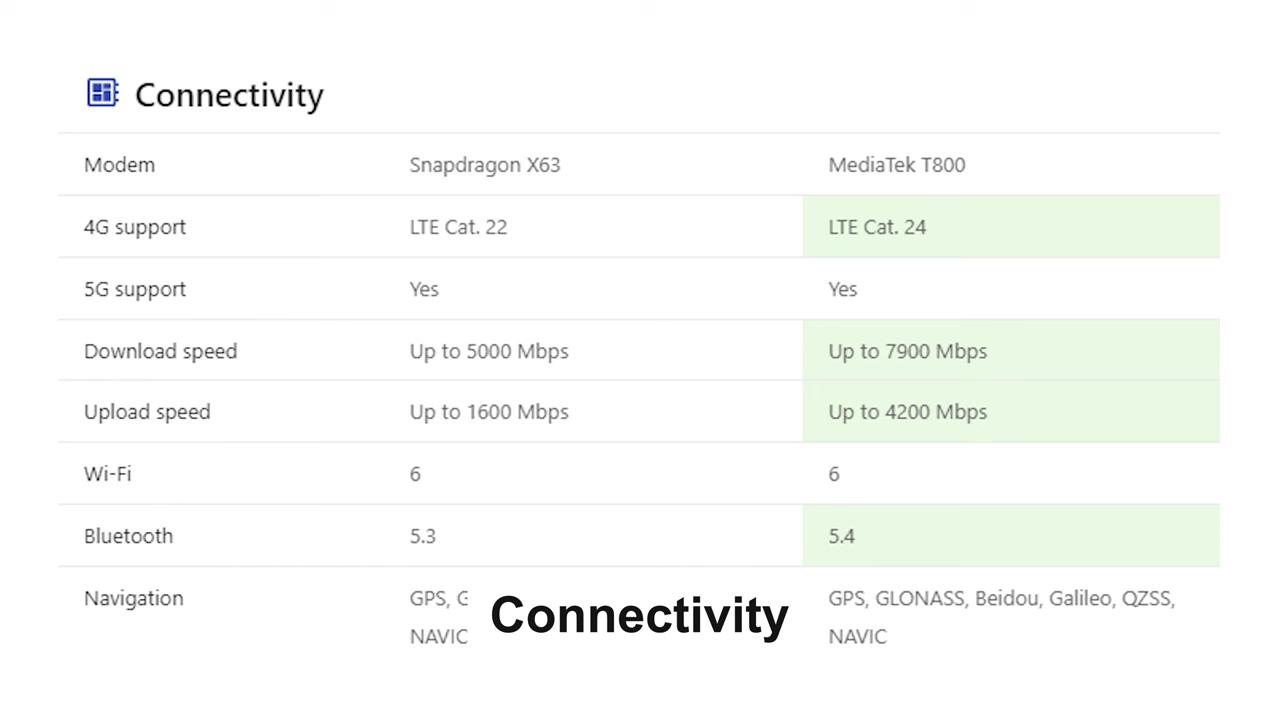 Connectivity
Modem Snapdragon X63 MediaTek T800
4G support LTE Cat. 22 LTE Cat. 24
5G support Yes Yes
Download speed Up to 5000 Mbps Up to 7900 Mbps
Upload speed Up to 1600 Mbps Up to 4200 Mbps
Wi-Fi 6 6
Bluetooth 5.3 5.4
Navigation GPS, GPS, GLONASS, Beidou, Galileo, QZSS,
NAVIC NAVIC
Connectivity